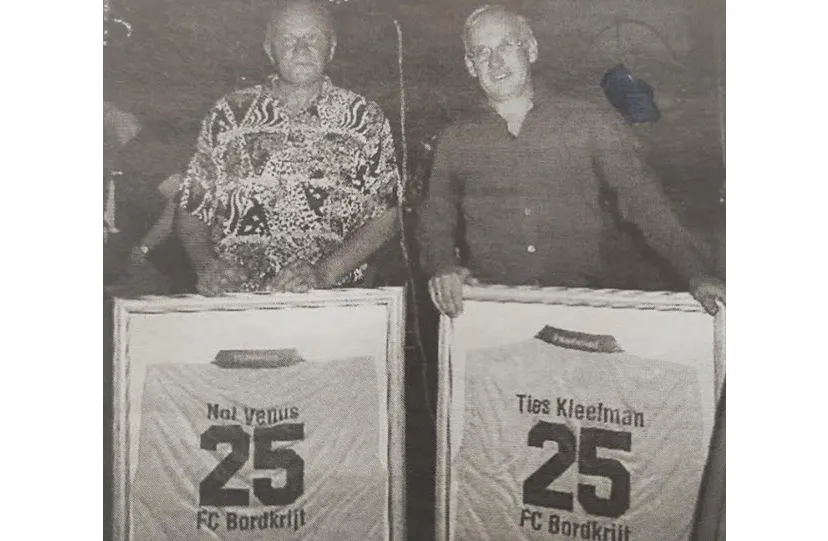 Nol Venus
25
FC Bordkrijt
Ties Kleefman
25
FC Bordkrijt